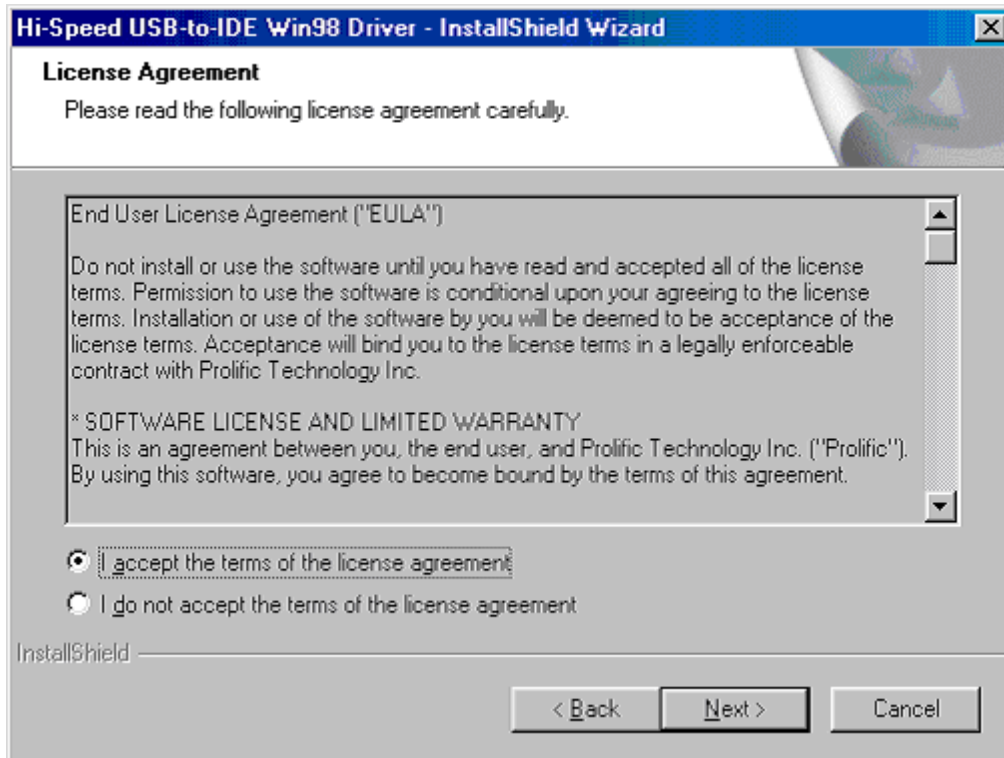 Hi-Speed USB-to-IDE Win98 Driver - InstallShield Wizard
License Agreement
Please read the following license agreement carefully.
End User License Agreement ("EULA")
Do not install or use the software until you have read and accepted all of the license
terms. Permission to use the software is conditional upon your agreeing to the license
terms. Installation or use of the software by you will be deemed to be acceptance of the
license terms. Acceptance will bind you to the license terms in a legally enforceable
contract with Prolific Technology Inc.
* SOFTWARE LICENSE AND LIMITED WARRANTY
This is an agreement between you, the end user, and Prolific Technology Inc. ("Prolific").
By using this software, you agree to become bound by the terms of this agreement.
I accept the terms of the license agreement
I do not accept the terms of the license agreement
InstallShield
< Back
Next >
Cancel